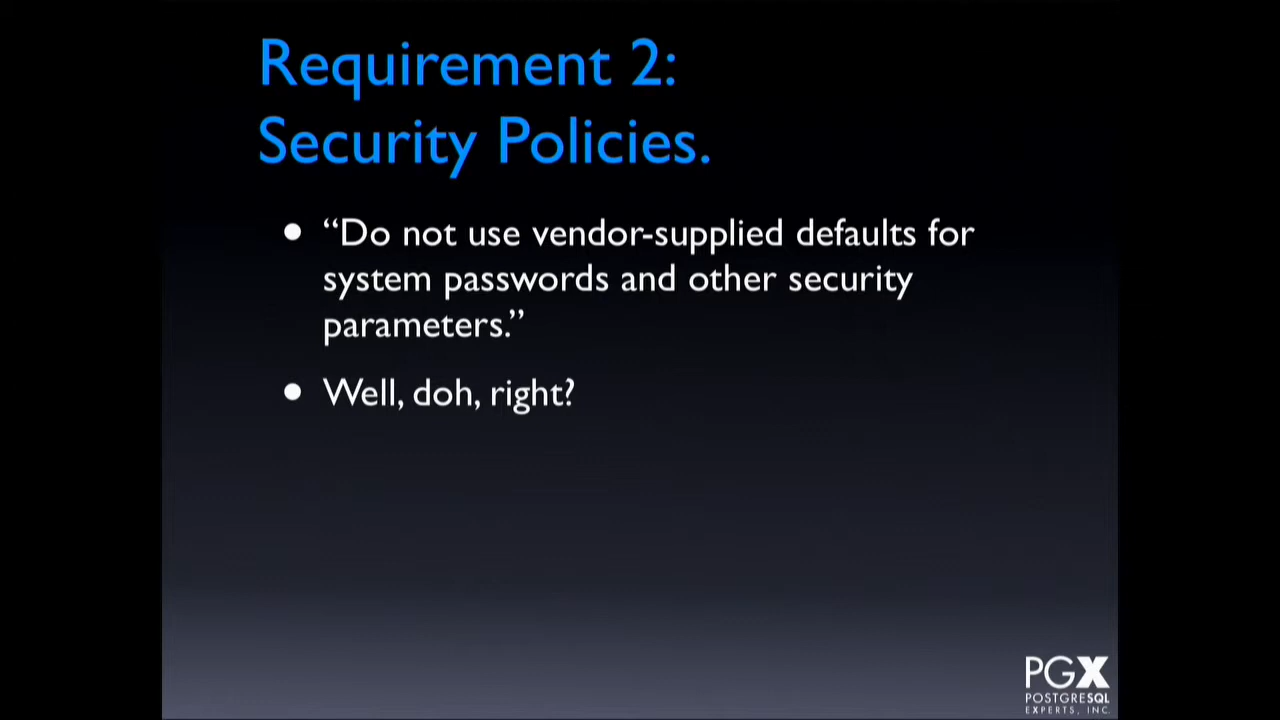 Requirement 2:
Security Policies.
• “Do not use vendor-supplied defaults for
system passwords and other security
parameters.”
• Well, doh, right?
PGX
POSTGRESQL
EXPERTS, INC.